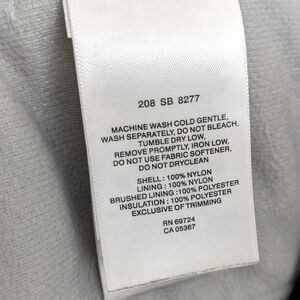 208 SB 8277
MACHINE WASH COLD GENTLE,
WASH SEPARATELY, DO NOT BLEACH,
TUMBLE DRY LOW,
REMOVE PROMPTLY, IRON LOW,
DO NOT USE FABRIC SOFTENER,
DO NOT DRYCLEAN
SHELL : 100% NYLON
LINING : 100% NYLON
BRUSHED LINING : 100% POLYESTER
INSULATION : 100% POLYESTER
EXCLUSIVE OF TRIMMING
RN 69724
CA 05367